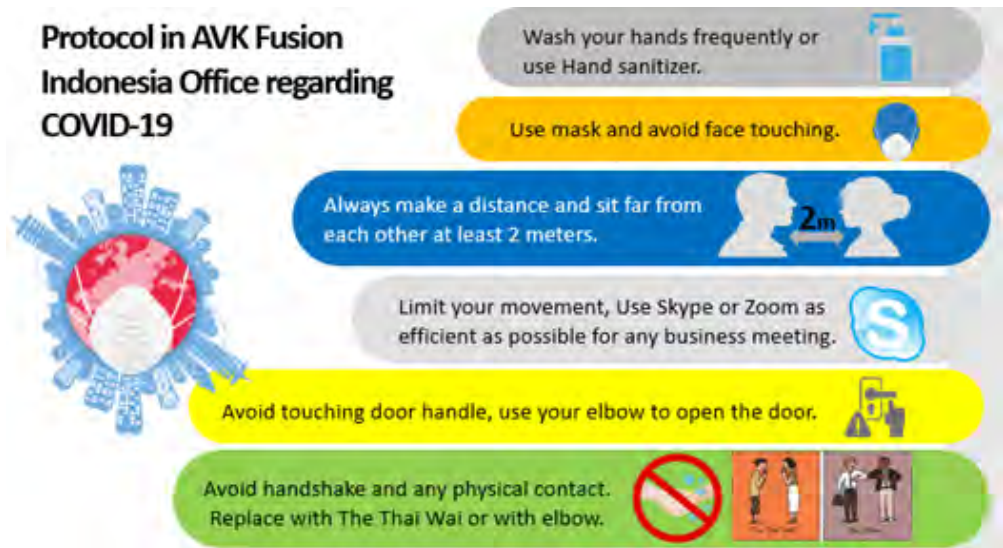 Protocol in AVK Fusion
Indonesia Office regarding
COVID-19
Wash your hands frequently or
use Hand sanitizer.
Use mask and avoid face touching.
Always make a distance and sit far from
each other at least 2 meters.
2m
Limit your movement, Use Skype or Zoom as
efficient as possible for any business meeting.
S
Avoid touching door handle, use your elbow to open the door.
Avoid handshake and any physical contact.
Replace with The Thai Wai or with elbow.